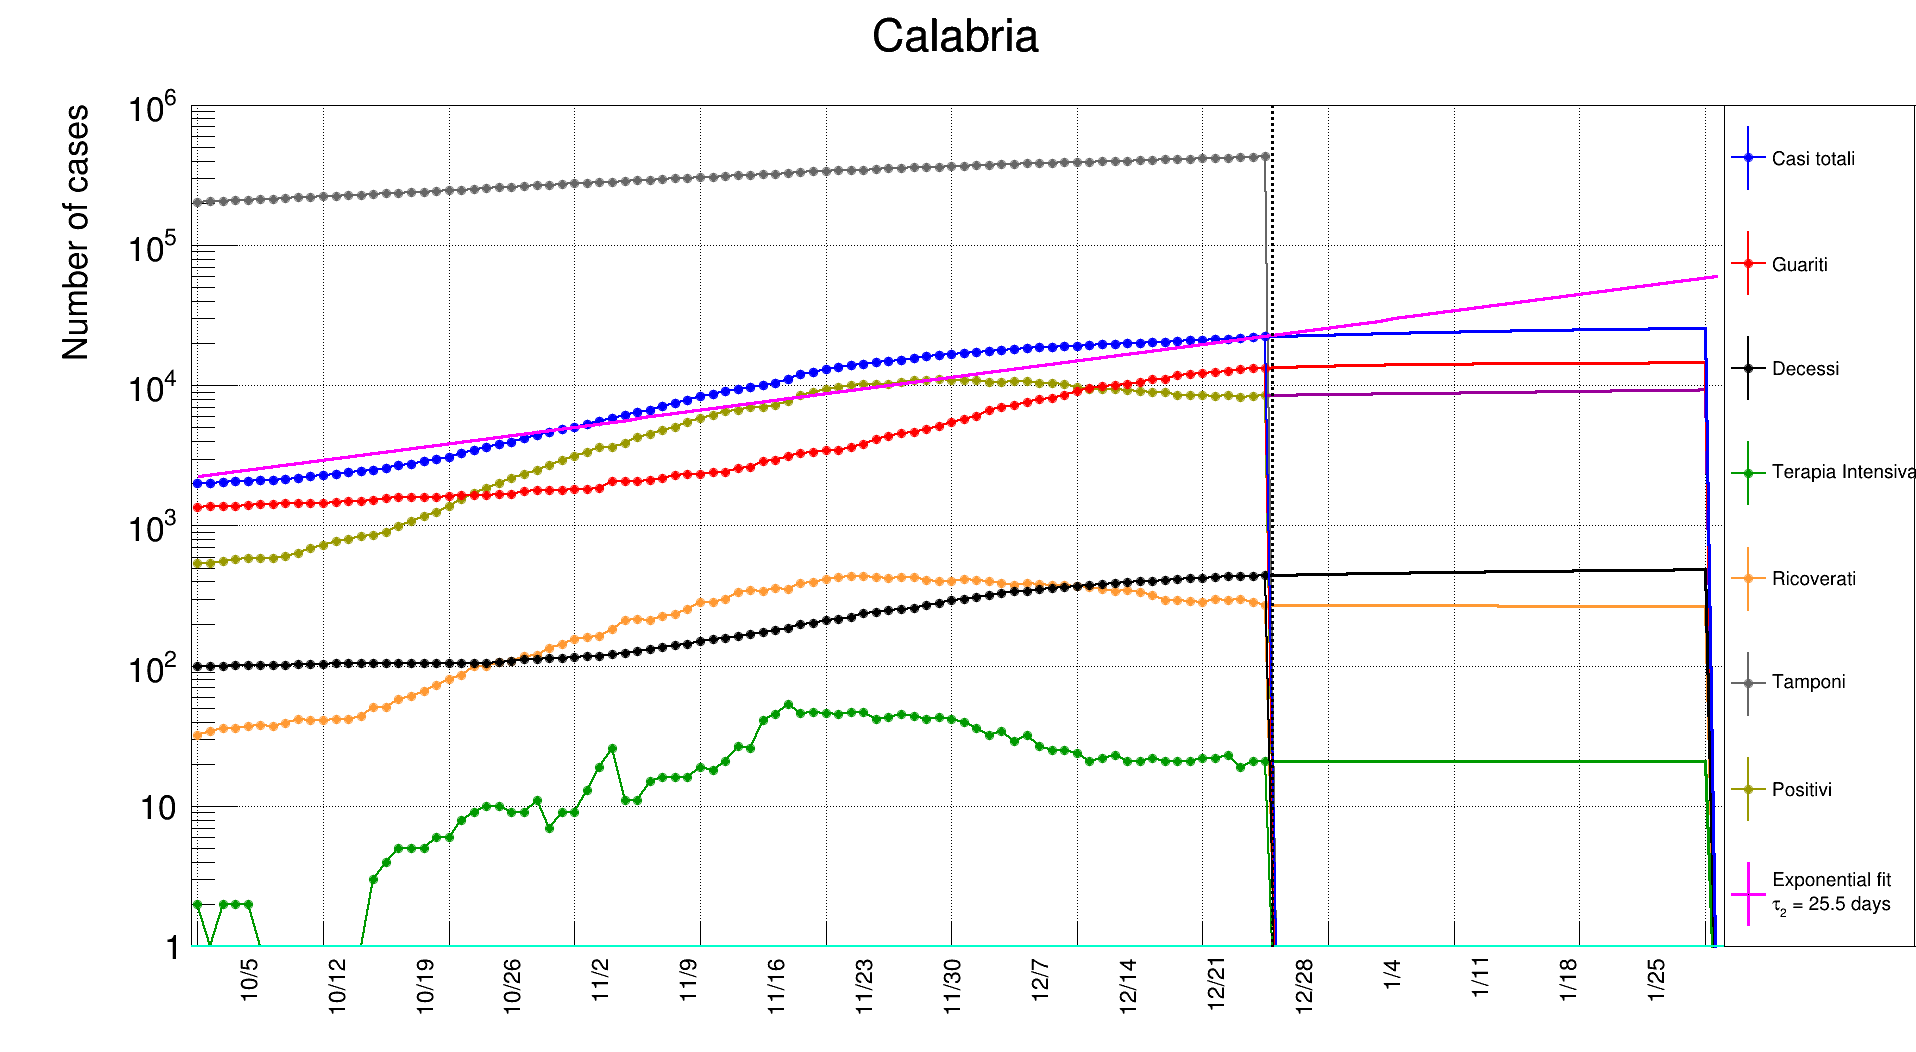 Calabria
Number of cases
10^6
10^5
10^4
10^3
10^2
10
1
10/5
10/12
10/19
10/26
11/2
11/9
11/16
11/23
11/30
12/7
12/14
12/21
12/28
1/4
1/11
1/18
1/25
Casi totali
Guariti
Decessi
Terapia Intensiva
Ricoverati
Tamponi
Positivi
Exponential fit
τ₂ = 25.5 days